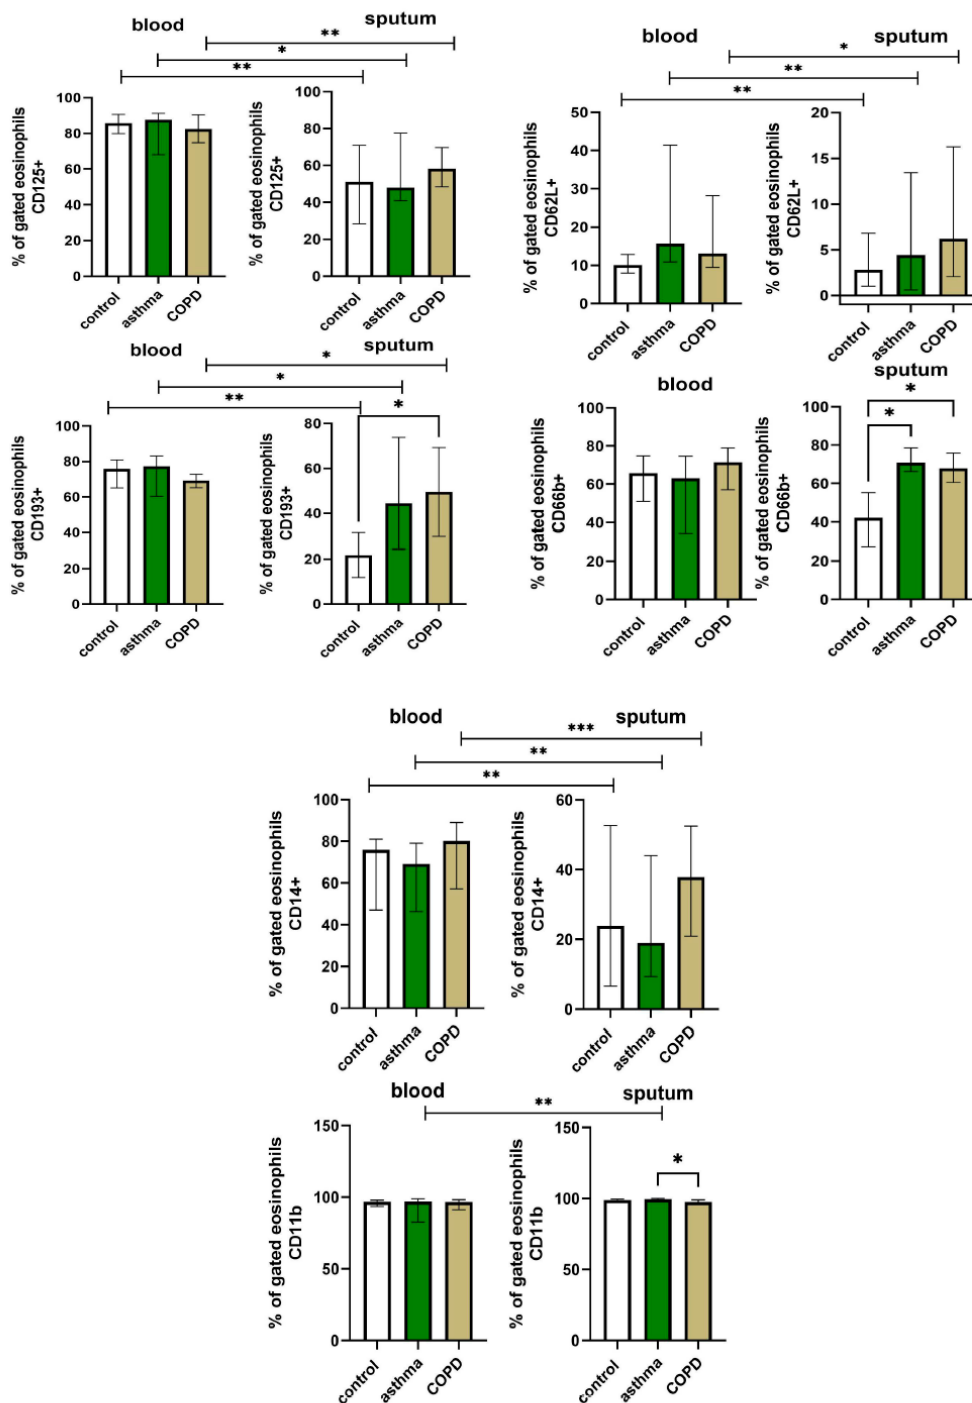 blood
sputum
**
*
**
% of gated eosinophils
CD125+
100
80
60
40
20
0
control
asthma
COPD
% of gated eosinophils
CD125+
100
80
60
40
20
0
control
asthma
COPD
blood
sputum
*
**
**
% of gated eosinophils
CD62L+
50
40
30
20
10
0
control
asthma
COPD
% of gated eosinophils
CD62L+
20
15
10
5
0
control
asthma
COPD
blood
sputum
*
*
**
% of gated eosinophils
CD193+
100
80
60
40
20
0
control
asthma
COPD
% of gated eosinophils
CD193+
80
60
40
20
0
*
control
asthma
COPD
blood
% of gated eosinophils
CD66b+
100
80
60
40
20
0
control
asthma
COPD
sputum
% of gated eosinophils
CD66b+
100
80
60
40
20
0
*
*
control
asthma
COPD
blood
sputum
***
**
**
% of gated eosinophils
CD14+
100
80
60
40
20
0
control
asthma
COPD
% of gated eosinophils
CD14+
60
40
20
0
control
asthma
COPD
blood
sputum
**
% of gated eosinophils
CD11b
150
100
50
0
control
asthma
COPD
% of gated eosinophils
CD11b
150
100
50
0
*
control
asthma
COPD